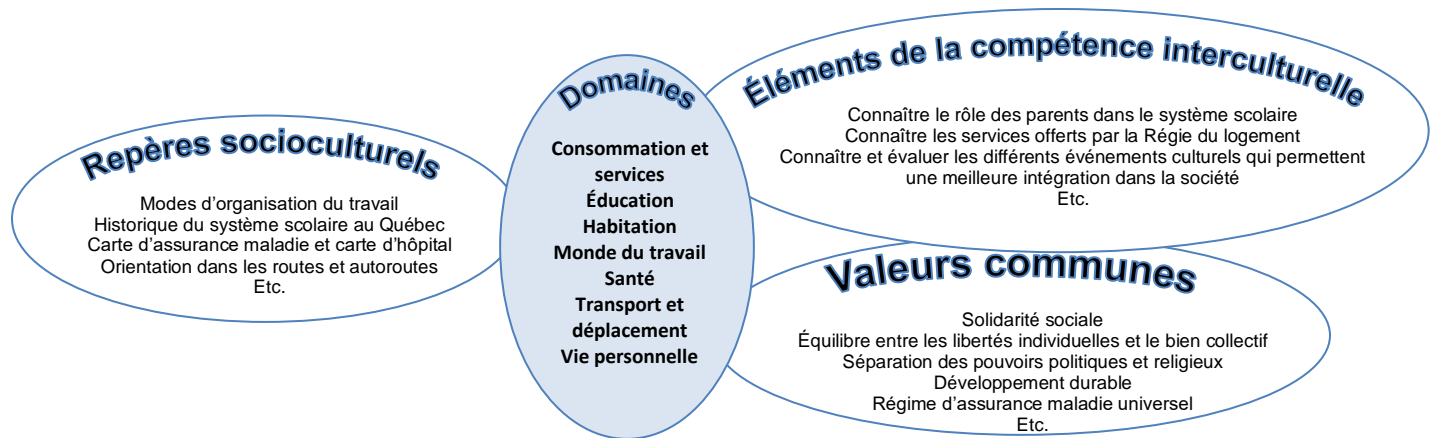 Repères socioculturels
Modes d'organisation du travail
Historique du système scolaire au Québec
Carte d'assurance maladie et carte d'hôpital
Orientation dans les routes et autoroutes
Etc.
Domaines
Consommation et
services
Éducation
Habitation
Monde du travail
Santé
Transport et
déplacement
Vie personnelle
Éléments de la compétence interculturelle
Connaître le rôle des parents dans le système scolaire
Connaître les services offerts par la Régie du logement
Connaître et évaluer les différents événements culturels qui permettent
une meilleure intégration dans la société
Etc.
Valeurs communes
Solidarité sociale
Équilibre entre les libertés individuelles et le bien collectif
Séparation des pouvoirs politiques et religieux
Développement durable
Régime d'assurance maladie universel
Etc.